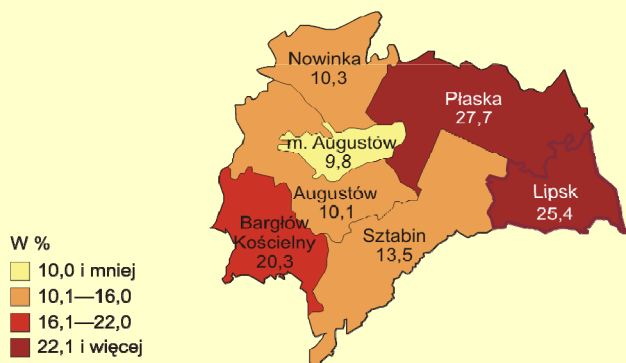 Nowinka
10,3
Płaska
27,7
m. Augustów
9,8
Lipsk
25,4
Augustów
10,1
Bargłów
Kościelny
20,3
Sztabin
13,5
W %
10,0 i mniej
10,1—16,0
16,1—22,0
22,1 i więcej